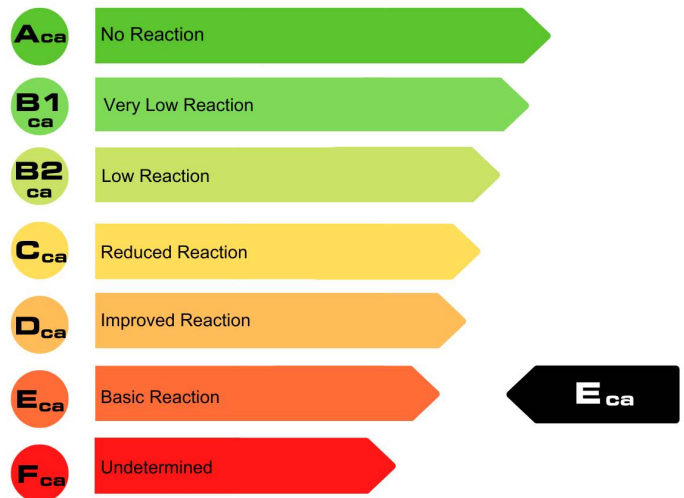 Aca No Reaction
B1 Very Low Reaction
ca
B2 Low Reaction
ca
Cca Reduced Reaction
Dca Improved Reaction
Eca Basic Reaction Eca
Fca Undetermined